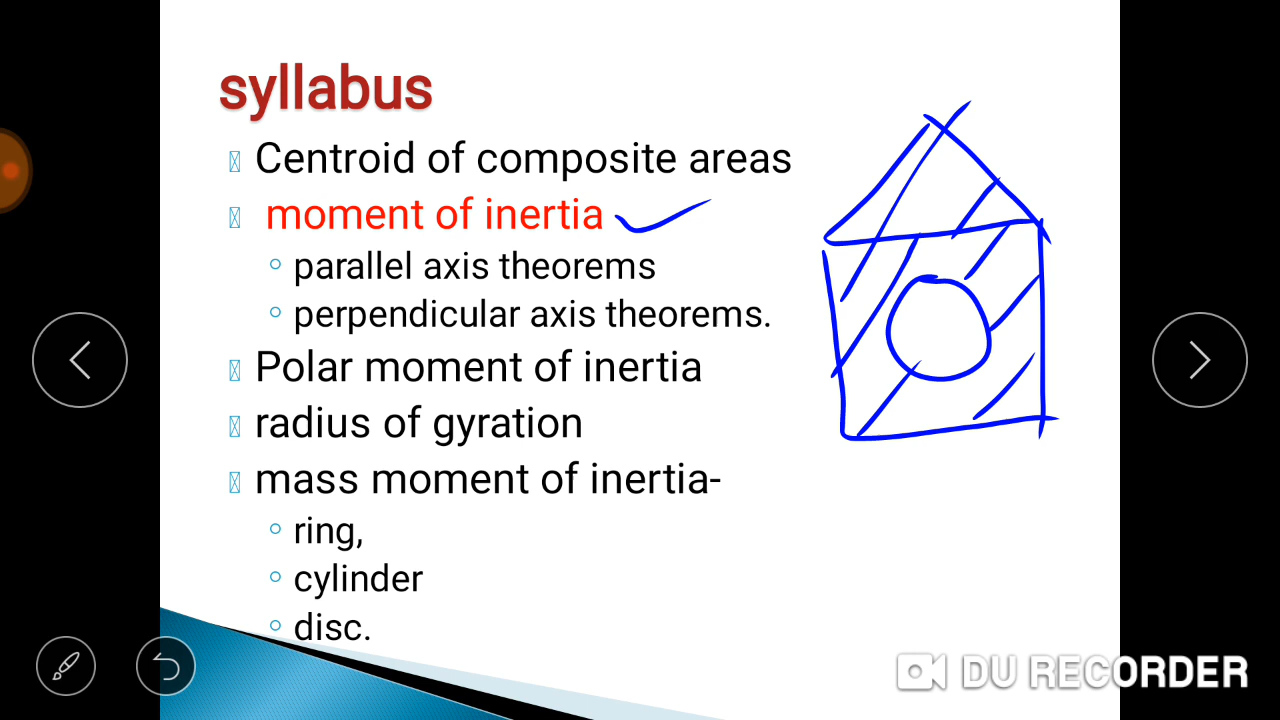 syllabus
Centroid of composite areas
moment of inertia
parallel axis theorems
perpendicular axis theorems.
Polar moment of inertia
radius of gyration
mass moment of inertia-
ring,
cylinder
disc.
DU RECORDER